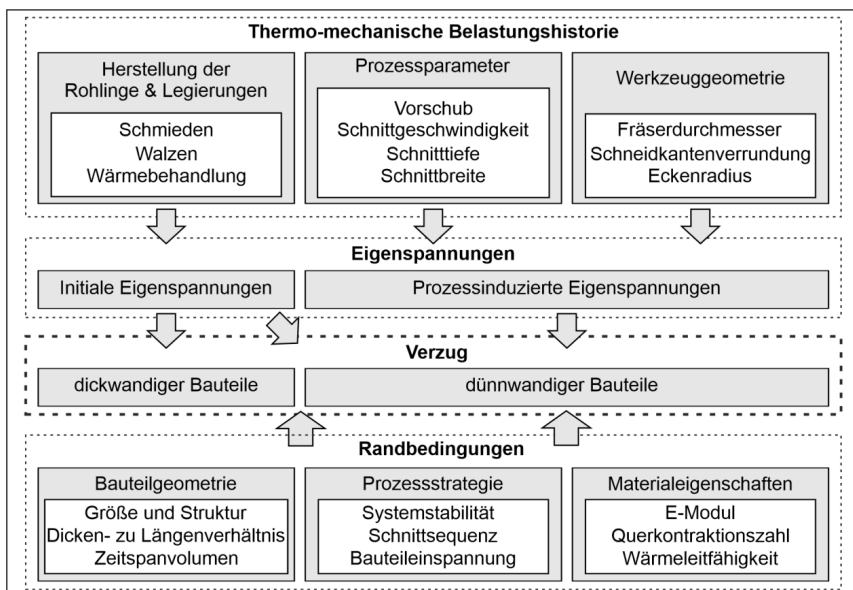 Thermo-mechanische Belastungshistorie
Herstellung der
Rohlinge & Legierungen
Schmieden
Walzen
Wärmebehandlung
Prozessparameter
Vorschub
Schnittgeschwindigkeit
Schnitttiefe
Schnittbreite
Werkzeuggeometrie
Fräserdurchmesser
Schneidkantenverrundung
Eckenradius
Eigenspannungen
Initiale Eigenspannungen
Prozessinduzierte Eigenspannungen
Verzug
dickwandiger Bauteile
dünnwandiger Bauteile
Randbedingungen
Bauteilgeometrie
Größe und Struktur
Dicken- zu Längenverhältnis
Zeitspanvolumen
Prozessstrategie
Systemstabilität
Schnittsequenz
Bauteileinspannung
Materialeigenschaften
E-Modul
Querkontraktionszahl
Wärmeleitfähigkeit